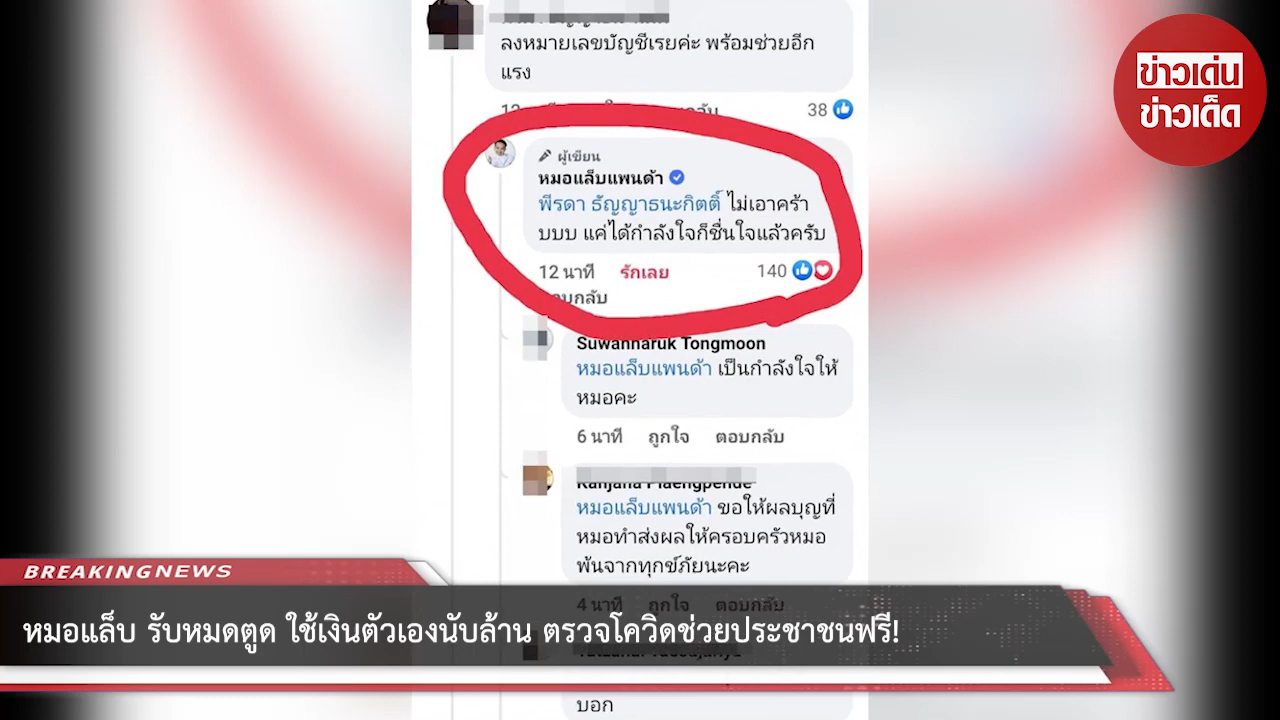 ลงหมายเลขบัญชีเรยค่ะ พร้อมช่วยอีก
แรง
38
ข่าวเด่น
ข่าวเด็ด
ผู้เขียน
หมอแล็บแพนด้า
พีรดา ธัญญาธนะกิตติ์ ไม่เอาคร้า
บบบ แค่ได้กำลังใจก็ชื่นใจแล้วครับ
12 นาที รักเลย 140
ตอบกลับ
Suwannaruk Tongmoon
หมอแล็บแพนด้า เป็นกำลังใจให้
หมอคะ
6 นาที ถูกใจ ตอบกลับ
หมอแล็บแพนด้า ขอให้ผลบุญที่
หมอทำส่งผลให้ครอบครัวหมอ
พ้นจากทุกข์ภัยนะคะ
4 นาที ถูกใจ ตอบกลับ
BREAKING NEWS
หมอแล็บ รับหมดตูด ใช้เงินตัวเองนับล้าน ตรวจโควิดช่วยประชาชนฟรี!
บอก